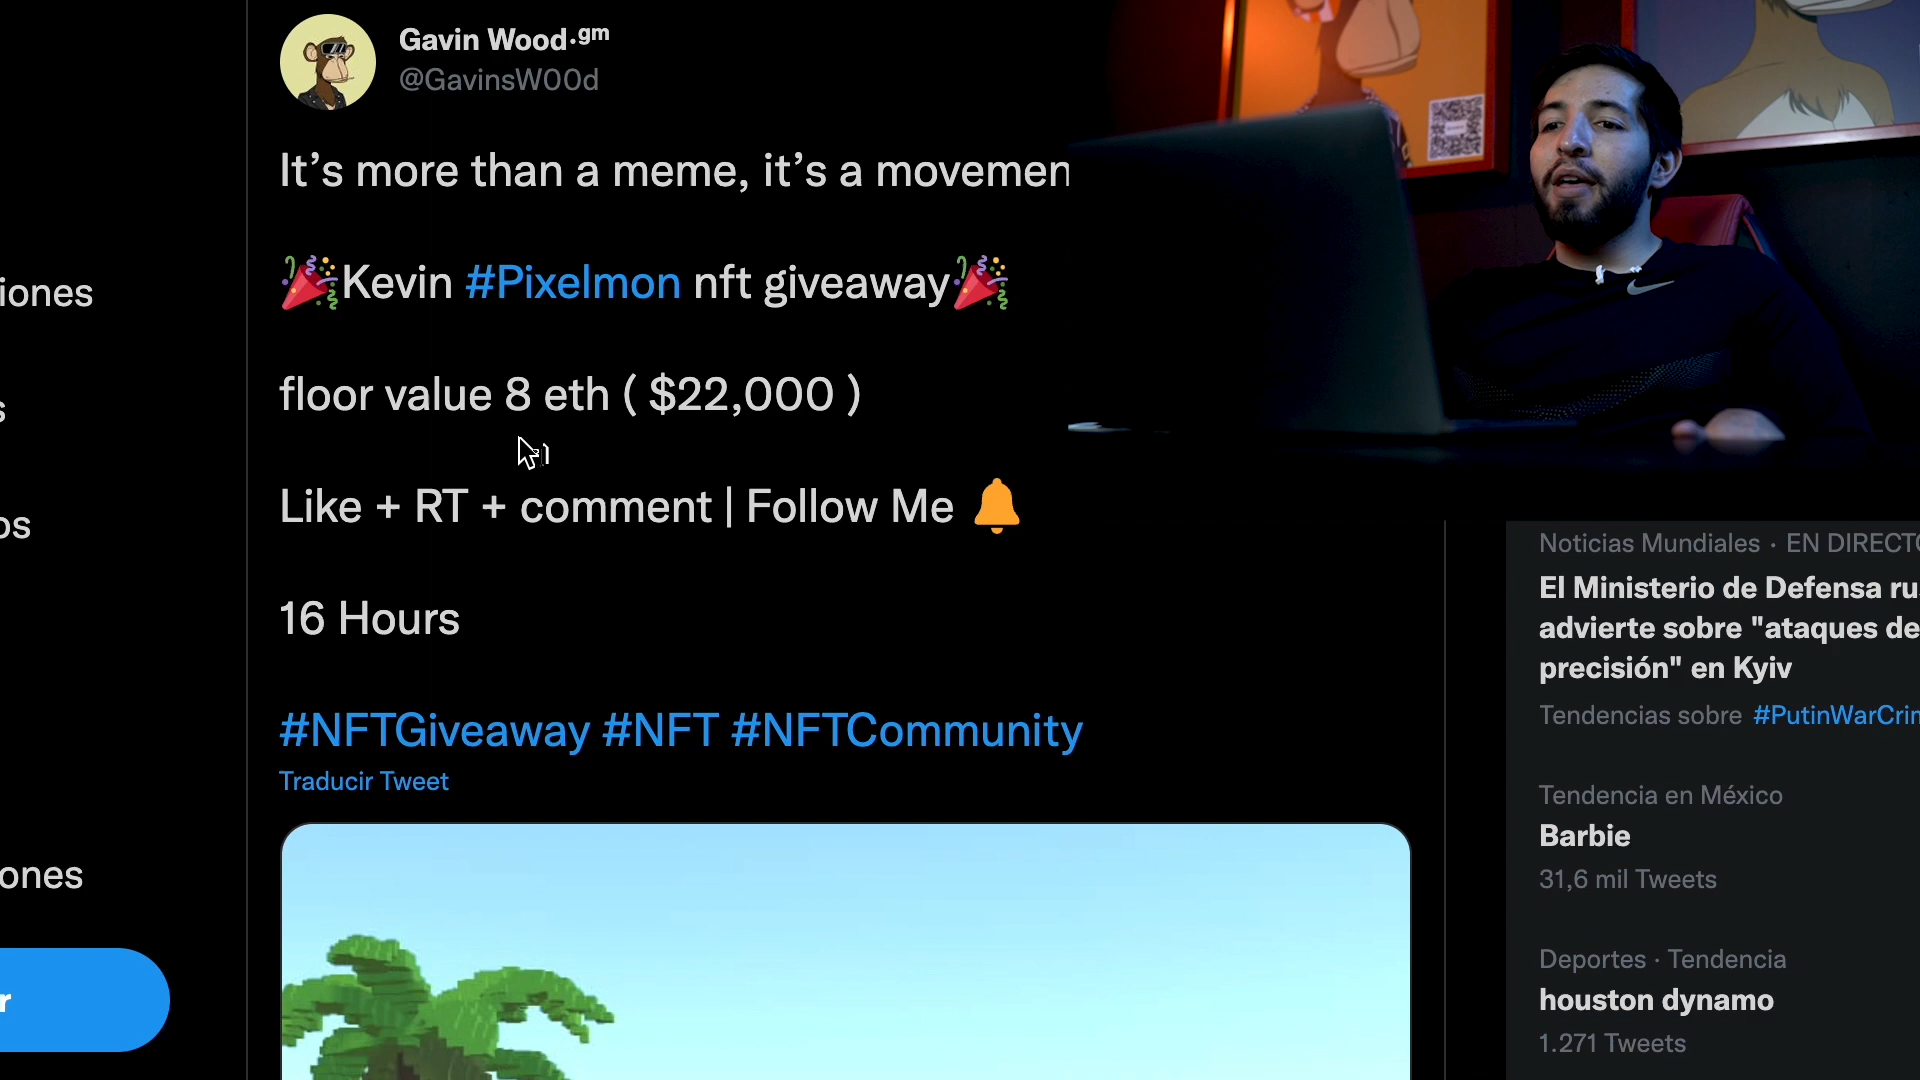 Gavin Wood.gm
@GavinsW00d
It’s more than a meme, it’s a movemen
🎉Kevin #Pixelmon nft giveaway🎉
floor value 8 eth ( $22,000 )
Like + RT + comment | Follow Me 🔔
16 Hours
#NFTGiveaway #NFT #NFTCommunity
Traducir Tweet
iones
s
os
ones
r
Noticias Mundiales · EN DIRECTO
El Ministerio de Defensa ru
advierte sobre "ataques de
precisión" en Kyiv
Tendencias sobre #PutinWarCrim
Tendencia en México
Barbie
31,6 mil Tweets
Deportes · Tendencia
houston dynamo
1.271 Tweets